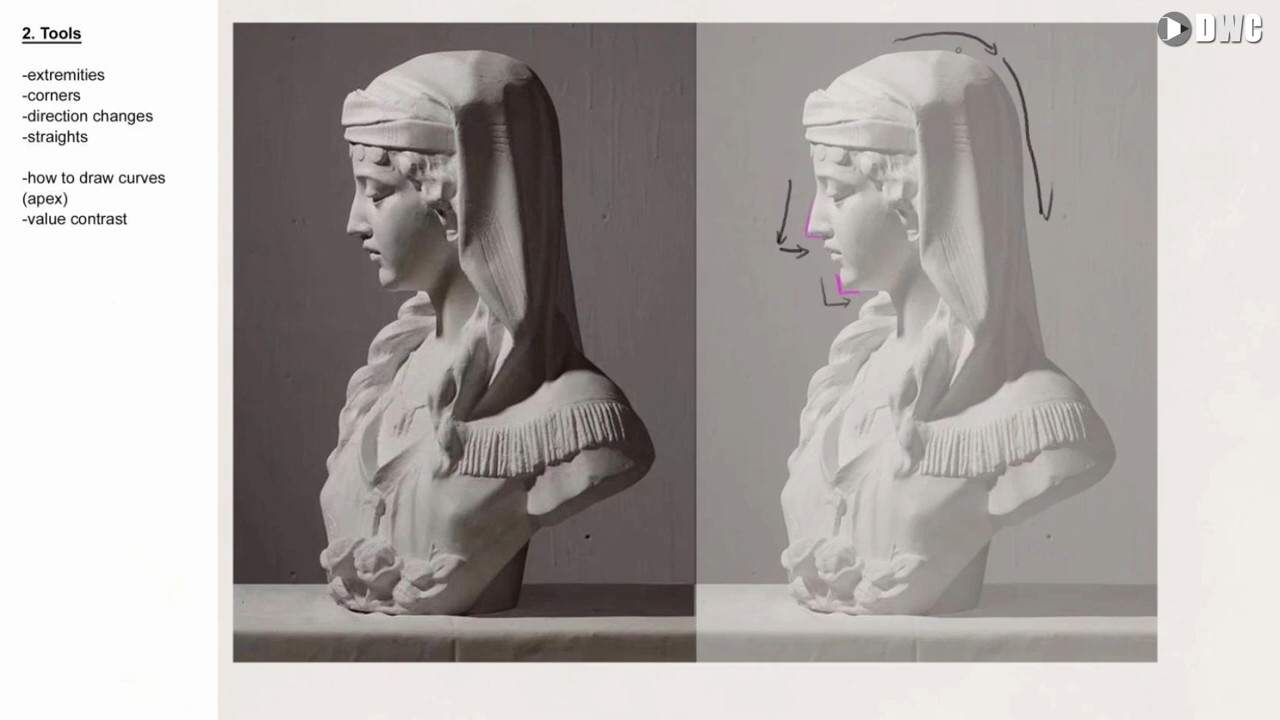 2. Tools
-extremities
-corners
-direction changes
-straights
-how to draw curves
(apex)
-value contrast
DWC